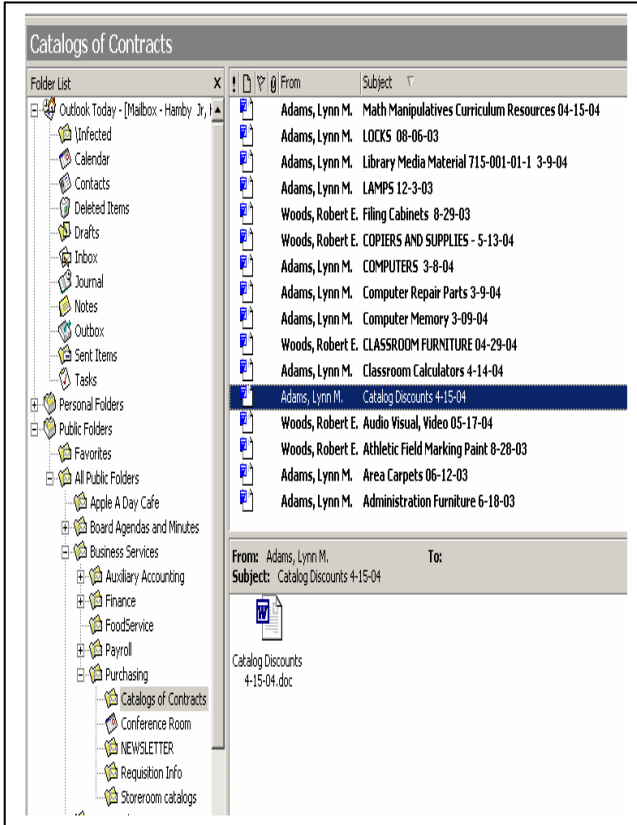 Catalogs of Contracts
Folder List X
Outlook Today - [Mailbox - Hamby Jr,
\Infected
Calendar
Contacts
Deleted Items
Drafts
Inbox
Journal
Notes
Outbox
Sent Items
Tasks
Personal Folders
Public Folders
Favorites
All Public Folders
Apple A Day Cafe
Board Agendas and Minutes
Business Services
Auxiliary Accounting
Finance
FoodService
Payroll
Purchasing
Catalogs of Contracts
Conference Room
NEWSLETTER
Requisition Info
Storeroom catalogs
! From Subject
Adams, Lynn M. Math Manipulatives Curriculum Resources 04-15-04
Adams, Lynn M. LOCKS 08-06-03
Adams, Lynn M. Library Media Material 715-001-01-1 3-9-04
Adams, Lynn M. LAMPS 12-3-03
Woods, Robert E. Filing Cabinets 8-29-03
Woods, Robert E. COPIERS AND SUPPLIES - 5-13-04
Adams, Lynn M. COMPUTERS 3-8-04
Adams, Lynn M. Computer Repair Parts 3-9-04
Adams, Lynn M. Computer Memory 3-09-04
Woods, Robert E. CLASSROOM FURNITURE 04-29-04
Adams, Lynn M. Classroom Calculators 4-14-04
Adams, Lynn M. Catalog Discounts 4-15-04
Woods, Robert E. Audio Visual, Video 05-17-04
Woods, Robert E. Athletic Field Marking Paint 8-28-03
Adams, Lynn M. Area Carpets 06-12-03
Adams, Lynn M. Administration Furniture 6-18-03
From: Adams, Lynn M. To:
Subject: Catalog Discounts 4-15-04
Catalog Discounts
4-15-04.doc